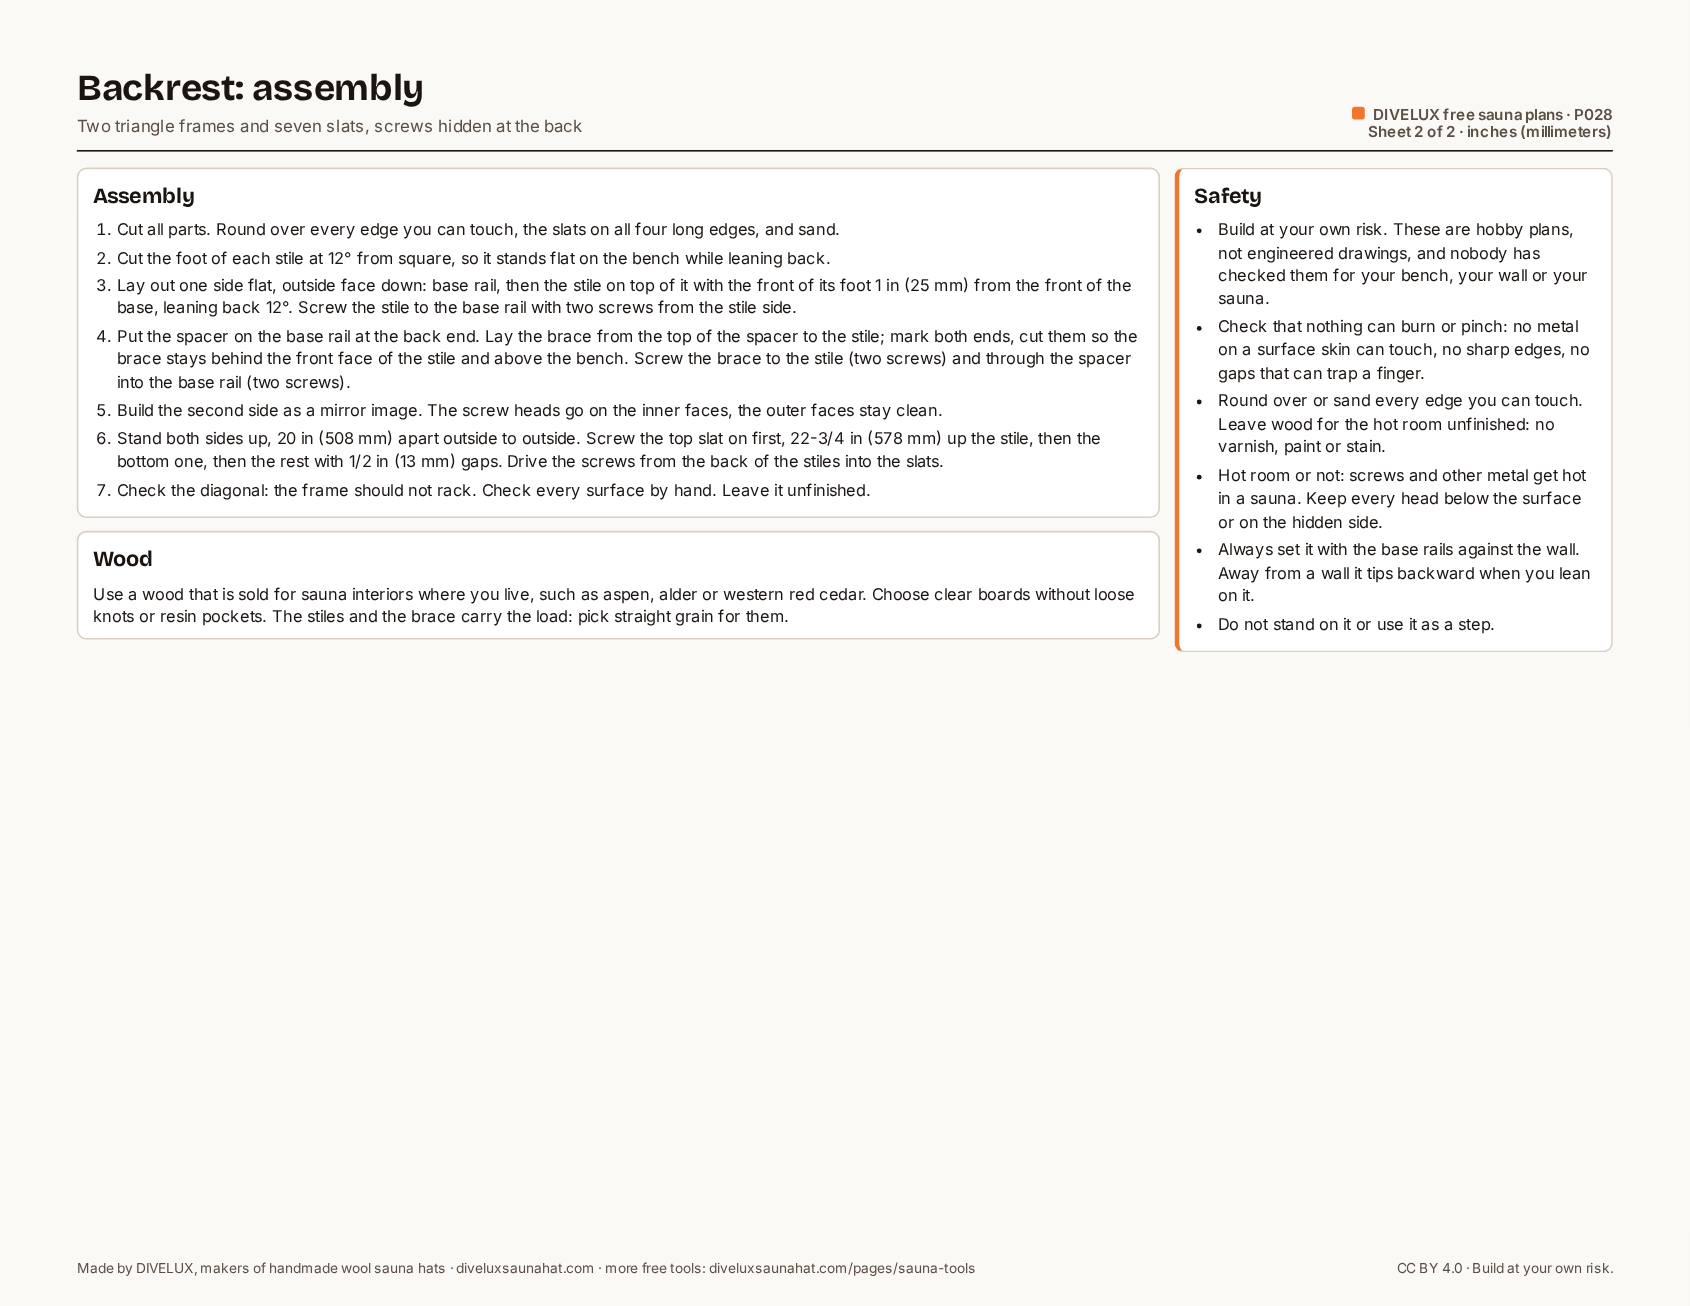 Backrest: assembly
Two triangle frames and seven slats, screws hidden at the back
DIVELUX free sauna plans · P028
Sheet 2 of 2 · inches (millimeters)
Assembly
1. Cut all parts. Round over every edge you can touch, the slats on all four long edges, and sand.
2. Cut the foot of each stile at 12° from square, so it stands flat on the bench while leaning back.
3. Lay out one side flat, outside face down: base rail, then the stile on top of it with the front of its foot 1 in (25 mm) from the front of the
base, leaning back 12°. Screw the stile to the base rail with two screws from the stile side.
4. Put the spacer on the base rail at the back end. Lay the brace from the top of the spacer to the stile; mark both ends, cut them so the
brace stays behind the front face of the stile and above the bench. Screw the brace to the stile (two screws) and through the spacer
into the base rail (two screws).
5. Build the second side as a mirror image. The screw heads go on the inner faces, the outer faces stay clean.
6. Stand both sides up, 20 in (508 mm) apart outside to outside. Screw the top slat on first, 22-3/4 in (578 mm) up the stile, then the
bottom one, then the rest with 1/2 in (13 mm) gaps. Drive the screws from the back of the stiles into the slats.
7. Check the diagonal: the frame should not rack. Check every surface by hand. Leave it unfinished.
Wood
Use a wood that is sold for sauna interiors where you live, such as aspen, alder or western red cedar. Choose clear boards without loose
knots or resin pockets. The stiles and the brace carry the load: pick straight grain for them.
Safety
• Build at your own risk. These are hobby plans,
not engineered drawings, and nobody has
checked them for your bench, your wall or your
sauna.
• Check that nothing can burn or pinch: no metal
on a surface skin can touch, no sharp edges, no
gaps that can trap a finger.
• Round over or sand every edge you can touch.
Leave wood for the hot room unfinished: no
varnish, paint or stain.
• Hot room or not: screws and other metal get hot
in a sauna. Keep every head below the surface
or on the hidden side.
• Always set it with the base rails against the wall.
Away from a wall it tips backward when you lean
on it.
• Do not stand on it or use it as a step.
Made by DIVELUX, makers of handmade wool sauna hats · diveluxsaunahat.com · more free tools: diveluxsaunahat.com/pages/sauna-tools
CC BY 4.0 · Build at your own risk.